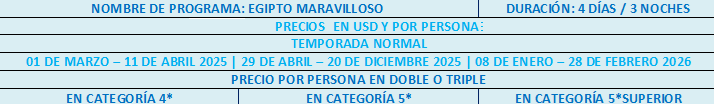 NOMBRE DE PROGRAMA: EGIPTO MARAVILLOSO DURACIÓN: 4 DÍAS / 3 NOCHES
PRECIOS EN USD Y POR PERSONA:
TEMPORADA NORMAL
01 DE MARZO – 11 DE ABRIL 2025 | 29 DE ABRIL – 20 DE DICIEMBRE 2025 | 08 DE ENERO – 28 DE FEBRERO 2026
PRECIO POR PERSONA EN DOBLE O TRIPLE
EN CATEGORÍA 4* EN CATEGORÍA 5* EN CATEGORÍA 5*SUPERIOR